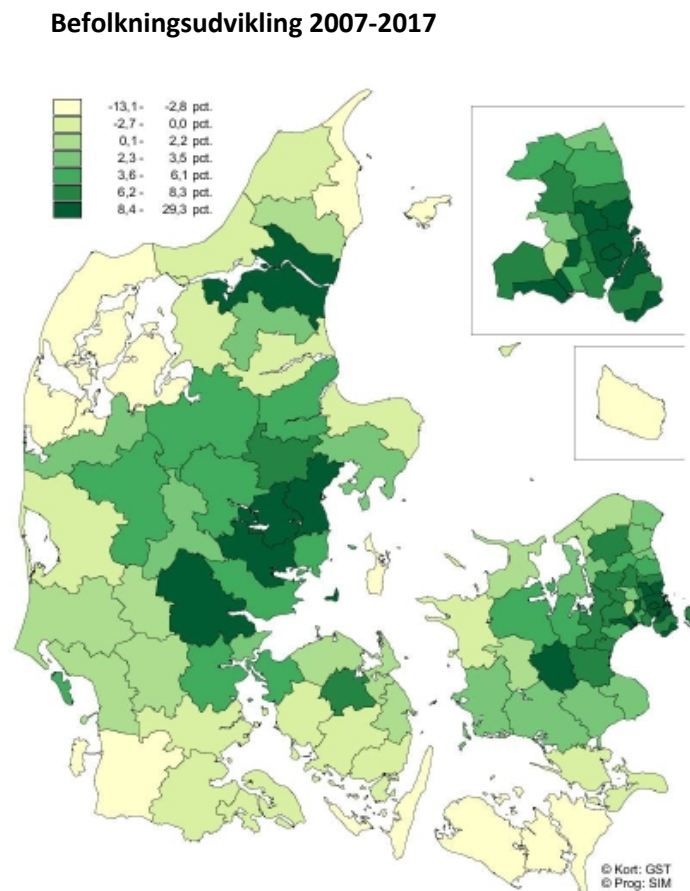 Befolkningsudvikling 2007-2017
-13,1- -2,8 pct.
-2,7- 0,0 pct.
0,1- 2,2 pct.
2,3- 3,5 pct.
3,6- 6,1 pct.
6,2- 8,3 pct.
8,4- 29,3 pct.
© Kort: GST
© Prog: SIM